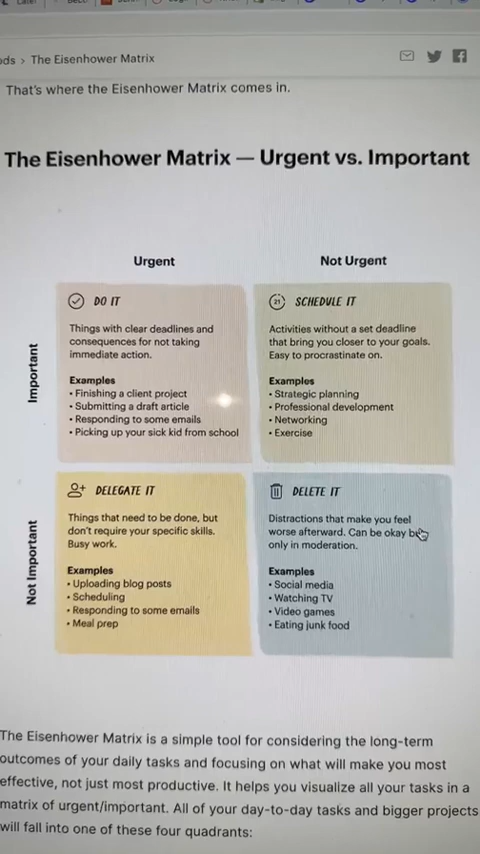 ods › The Eisenhower Matrix
That's where the Eisenhower Matrix comes in.
The Eisenhower Matrix — Urgent vs. Important
Urgent
Not Urgent
Important
DO IT
Things with clear deadlines and
consequences for not taking
immediate action.
Examples
• Finishing a client project
• Submitting a draft article
• Responding to some emails
• Picking up your sick kid from school
21
SCHEDULE IT
Activities without a set deadline
that bring you closer to your goals.
Easy to procrastinate on.
Examples
• Strategic planning
• Professional development
• Networking
• Exercise
Not Important
DELEGATE IT
Things that need to be done, but
don't require your specific skills.
Busy work.
Examples
• Uploading blog posts
• Scheduling
• Responding to some emails
• Meal prep
DELETE IT
Distractions that make you feel
worse afterward. Can be okay
only in moderation.
Examples
• Social media
• Watching TV
• Video games
• Eating junk food
The Eisenhower Matrix is a simple tool for considering the long-term
outcomes of your daily tasks and focusing on what will make you most
effective, not just most productive. It helps you visualize all your tasks in a
matrix of urgent/important. All of your day-to-day tasks and bigger projects
will fall into one of these four quadrants: